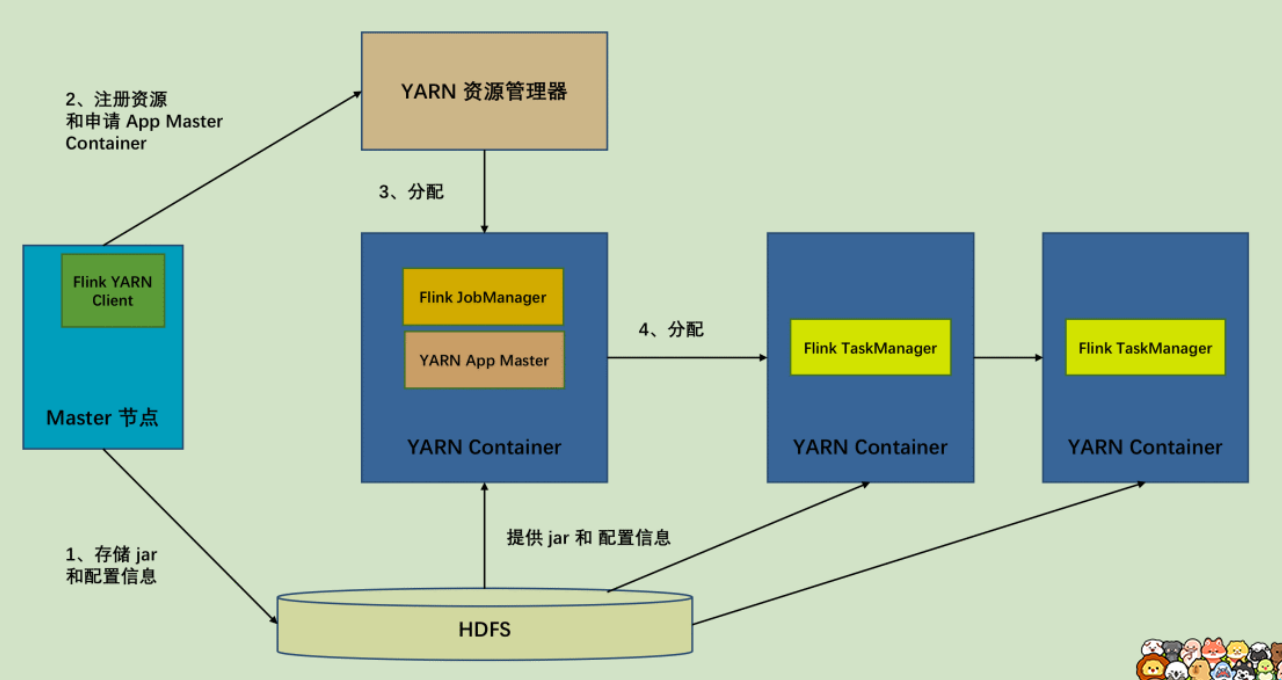 YARN 资源管理器
2、注册资源
和申请 App Master
Container
3、分配
Flink YARN
Client
Master 节点
Flink JobManager
YARN App Master
YARN Container
4、分配
Flink TaskManager
YARN Container
Flink TaskManager
YARN Container
提供 jar 和 配置信息
1、存储 jar
和配置信息
HDFS